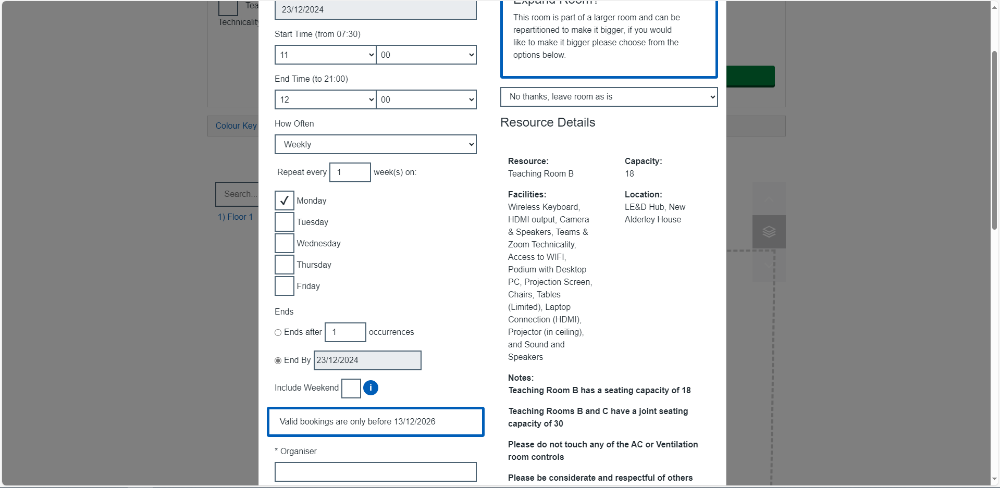 Tea
Technicality
Colour Key
Search...
1) Floor 1
23/12/2024
Start Time (from 07:30)
11 00
End Time (to 21:00)
12 00
How Often
Weekly
Repeat every 1 week(s) on:
✓ Monday
Tuesday
Wednesday
Thursday
Friday
Ends
Ends after 1 occurrences
End By 23/12/2024
Include Weekend i
Valid bookings are only before 13/12/2026
* Organiser
Expand Room?
This room is part of a larger room and can be
repartitioned to make it bigger, if you would
like to make it bigger please choose from the
options below.
No thanks, leave room as is
Resource Details
Resource:
Teaching Room B
Capacity:
18
Facilities:
Wireless Keyboard,
HDMI output, Camera
& Speakers, Teams &
Zoom Technicality,
Access to WIFI,
Podium with Desktop
PC, Projection Screen,
Chairs, Tables
(Limited), Laptop
Connection (HDMI),
Projector (in ceiling),
and Sound and
Speakers
Location:
LE&D Hub, New
Alderley House
Notes:
Teaching Room B has a seating capacity of 18
Teaching Rooms B and C have a joint seating
capacity of 30
Please do not touch any of the AC or Ventilation
room controls
Please be considerate and respectful of others